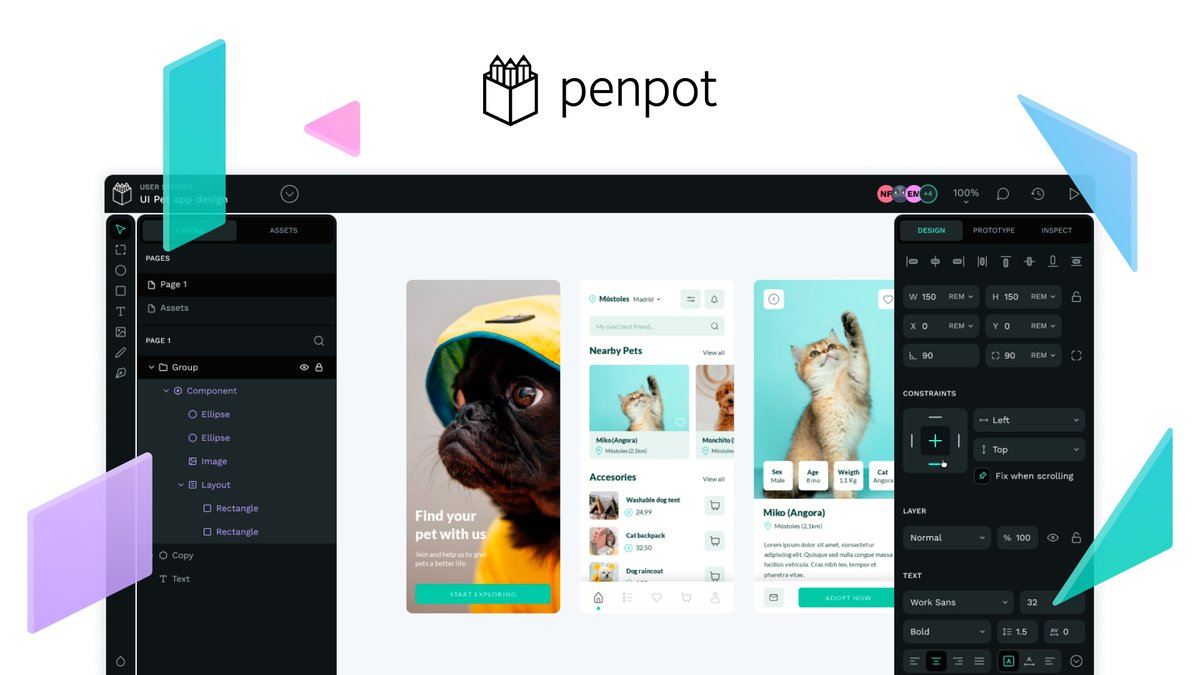 penpot
USER STORIES
UI Pet app design
NF EM +4
100%
LAYERS ASSETS
PAGES
Page 1
Assets
PAGE 1
Group
Component
Ellipse
Ellipse
Image
Layout
Rectangle
Rectangle
Copy
Text
Find your
pet with us
Join and help us to give
pets a better life.
START EXPLORING
Móstoles Madrid
My next best friend...
Nearby Pets View all
Miko (Angora) Monchito (
Móstoles (2,1km) Móstoles
Accesories View all
Washable dog tent
24,99
Cat backpack
32,50
Dog raincoat
Sex Age Weigth Cat
Male 8 mo 1.1 Kg Angora
Miko (Angora)
Móstoles (2,1km)
Lorem ipsum dolor sit amet, consectetur
adipiscing elit. Quisque sed nulla congue massa
facilisis vehicula. Cras nibh leo, tempor et
pharetra vitae.
ADOPT NOW
DESIGN PROTOTYPE INSPECT
W 150 REM H 150 REM
X 0 REM Y 0 REM
90 90 REM
CONSTRAINTS
Left
Top
Fix when scrolling
LAYER
Normal % 100
TEXT
Work Sans 32
Bold 1.5 AV 0
A A